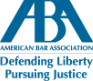 ABA
AMERICAN BAR ASSOCIATION
Defending Liberty
Pursuing Justice